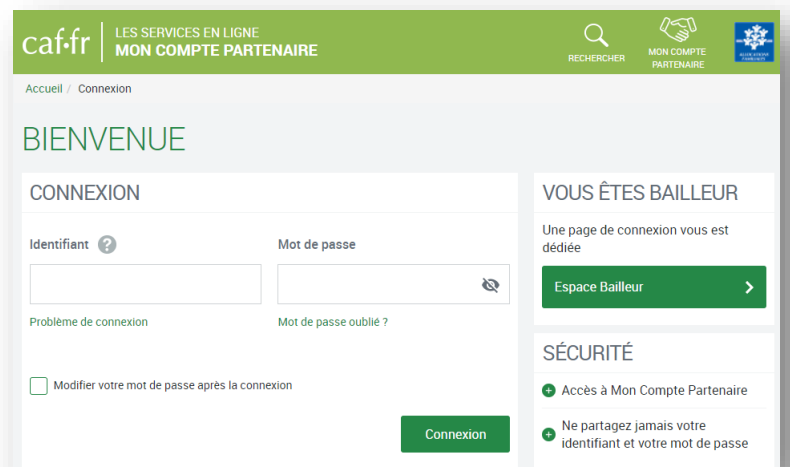 caf.fr
LES SERVICES EN LIGNE
MON COMPTE PARTENAIRE
RECHERCHER
MON COMPTE
PARTENAIRE
ALLOCATIONS
FAMILIALES
Accueil / Connexion
BIENVENUE
CONNEXION
Identifiant ?
Mot de passe
Problème de connexion
Mot de passe oublié ?
Modifier votre mot de passe après la connexion
Connexion
VOUS ÊTES BAILLEUR
Une page de connexion vous est
dédiée
Espace Bailleur
SÉCURITÉ
Accès à Mon Compte Partenaire
Ne partagez jamais votre
identifiant et votre mot de passe